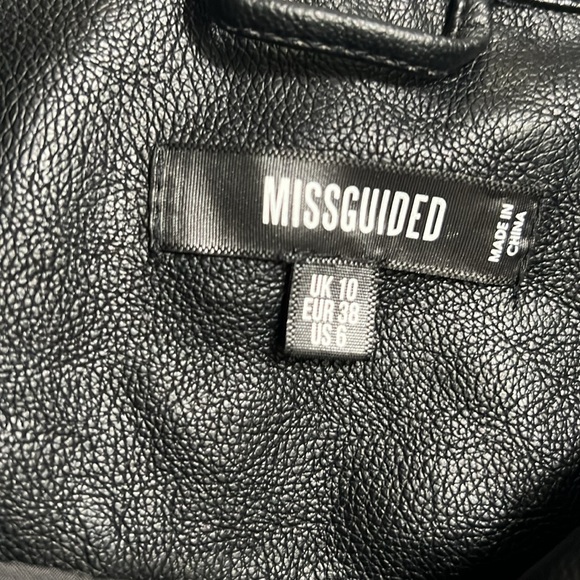 MISSGUIDED
MADE IN
CHINA
UK 10
EUR 38
US 6